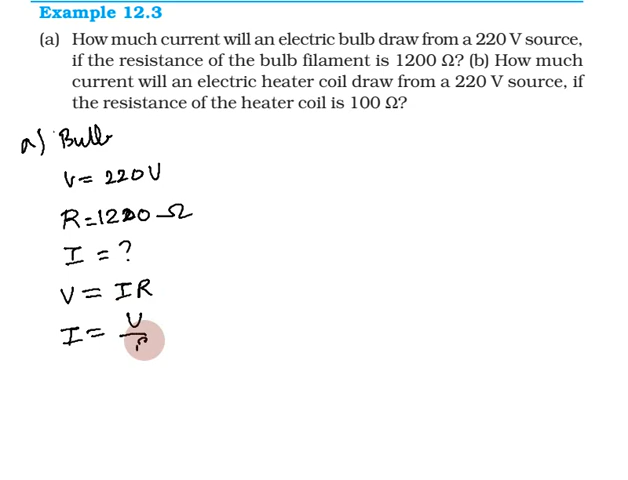 Example 12.3
(a) How much current will an electric bulb draw from a 220 V source,
if the resistance of the bulb filament is 1200 Ω? (b) How much
current will an electric heater coil draw from a 220 V source, if
the resistance of the heater coil is 100 Ω?
a) Bulb
V = 220 V
R = 1200 Ω
I = ?
V = IR
I = V/R